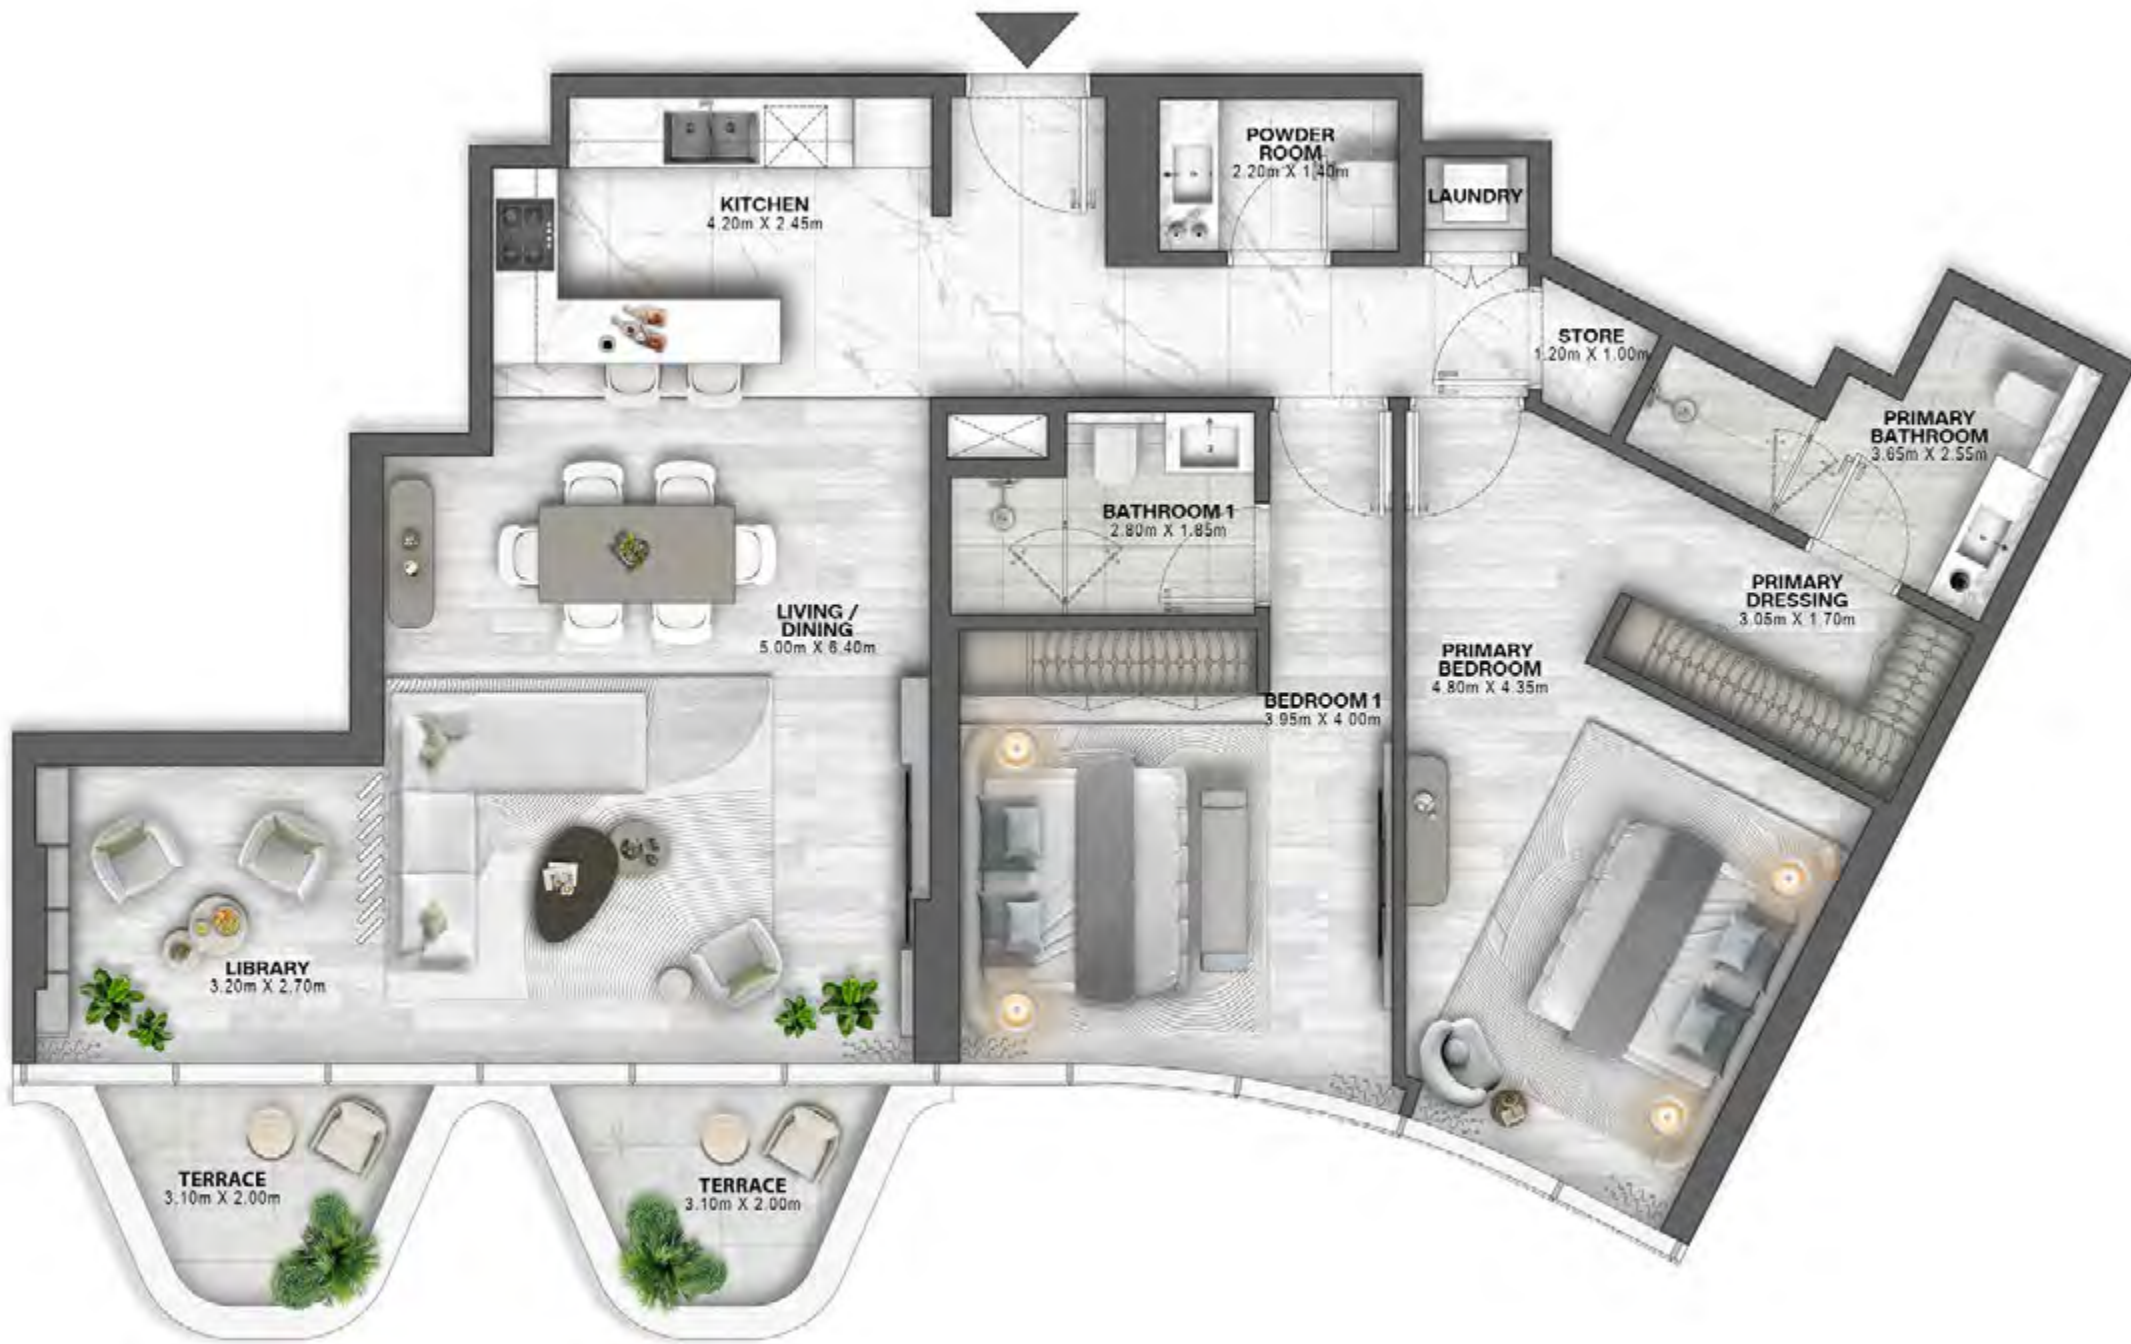 POWDER
ROOM
2.20m X 1.40m
LAUNDRY
KITCHEN
4.20m X 2.45m
STORE
1.20m X 1.00m
PRIMARY
BATHROOM
3.65m X 2.55m
BATHROOM 1
2.80m X 1.85m
PRIMARY
DRESSING
3.05m X 1.70m
LIVING /
DINING
5.00m X 6.40m
PRIMARY
BEDROOM
4.80m X 4.35m
BEDROOM 1
3.95m X 4.00m
LIBRARY
3.20m X 2.70m
TERRACE
3.10m X 2.00m
TERRACE
3.10m X 2.00m